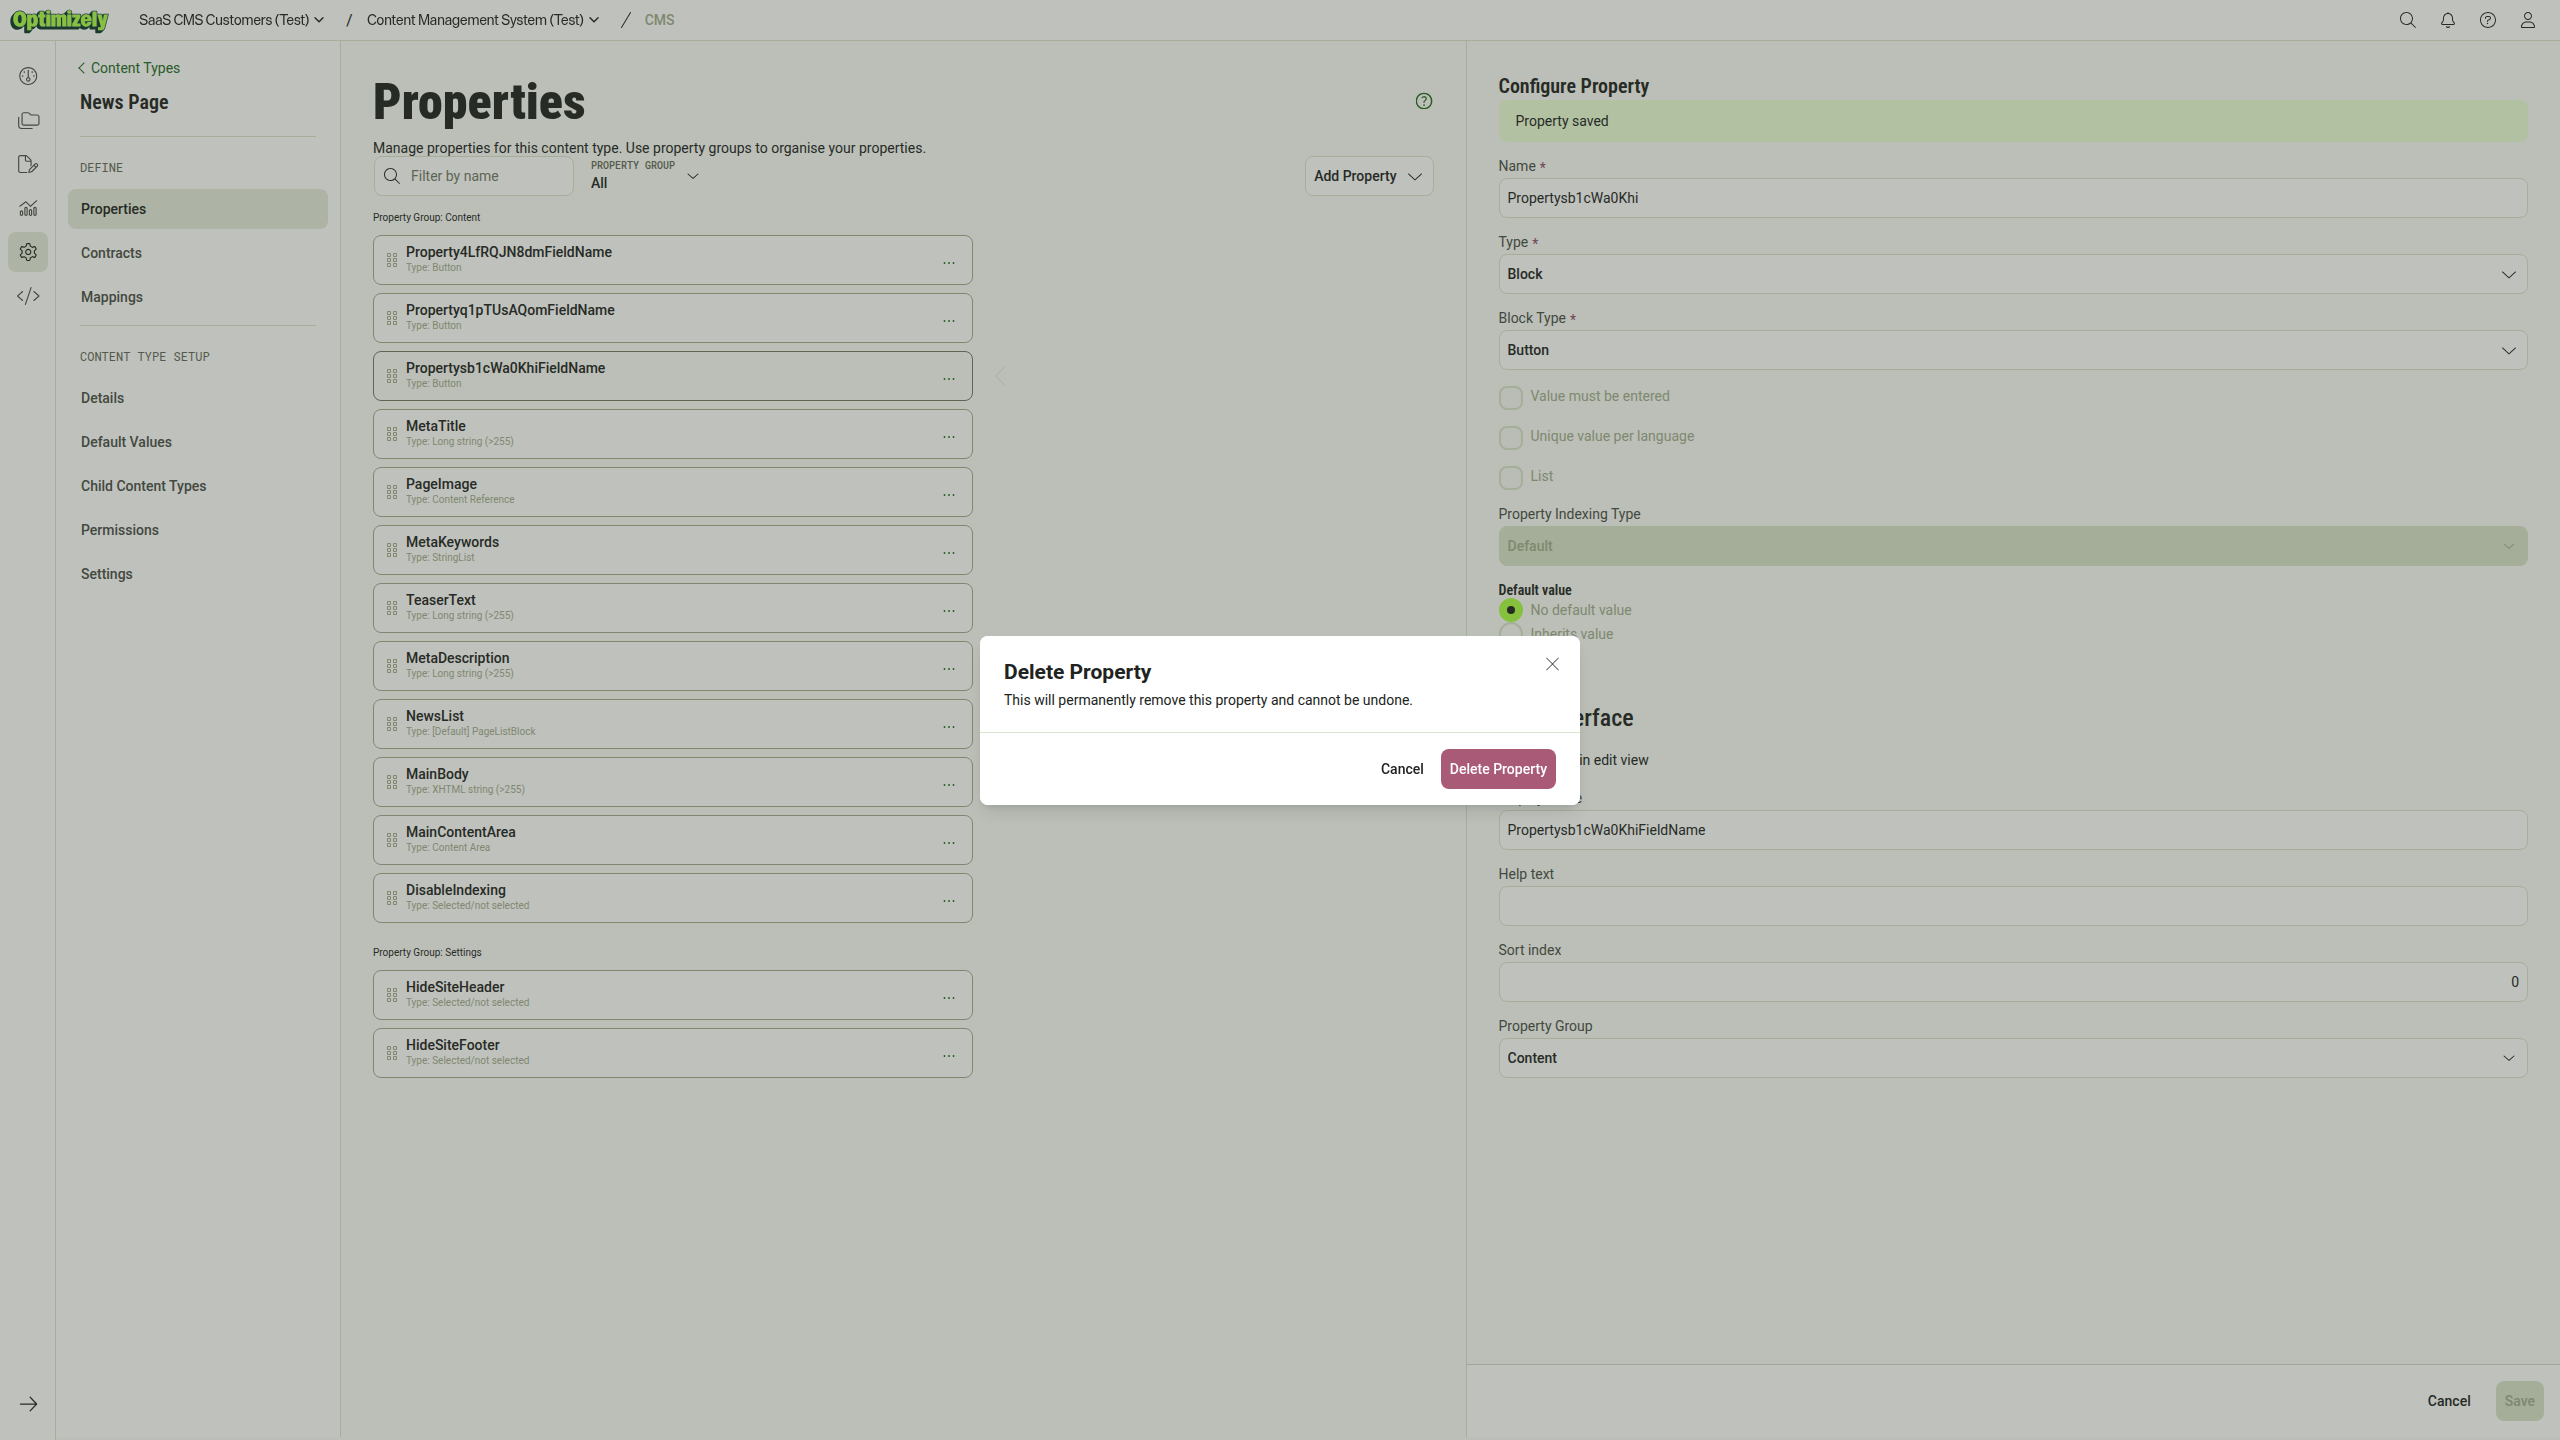 Optimizely
SaaS CMS Customers (Test) / Content Management System (Test) / CMS
Content Types
News Page
DEFINE
Properties
Contracts
Mappings
CONTENT TYPE SETUP
Details
Default Values
Child Content Types
Permissions
Settings
Properties
Manage properties for this content type. Use property groups to organise your properties.
Filter by name
PROPERTY GROUP
All
Add Property
Property Group: Content
Property4LfRQJN8dmFieldName
Type: Button
Propertyq1pTUsAQomFieldName
Type: Button
Propertysb1cWa0KhiFieldName
Type: Button
MetaTitle
Type: Long string (>255)
PageImage
Type: Content Reference
MetaKeywords
Type: StringList
TeaserText
Type: Long string (>255)
MetaDescription
Type: Long string (>255)
NewsList
Type: [Default] PageListBlock
MainBody
Type: XHTML string (>255)
MainContentArea
Type: Content Area
DisableIndexing
Type: Selected/not selected
Property Group: Settings
HideSiteHeader
Type: Selected/not selected
HideSiteFooter
Type: Selected/not selected
Delete Property
This will permanently remove this property and cannot be undone.
Cancel
Delete Property
Configure Property
Property saved
Name *
Propertysb1cWa0Khi
Type *
Block
Block Type *
Button
Value must be entered
Unique value per language
List
Property Indexing Type
Default
Default value
No default value
Inherits value
erface
in edit view
Propertysb1cWa0KhiFieldName
Help text
Sort index
0
Property Group
Content
Cancel
Save